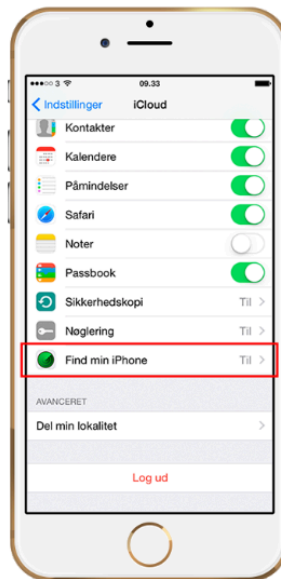 3 09.33
Indstillinger iCloud
Kontakter
Kalendere
Påmindelser
Safari
Noter
Passbook
Sikkerhedskopi Til
Nøglering Til
Find min iPhone Til
AVANCERET
Del min lokalitet
Log ud